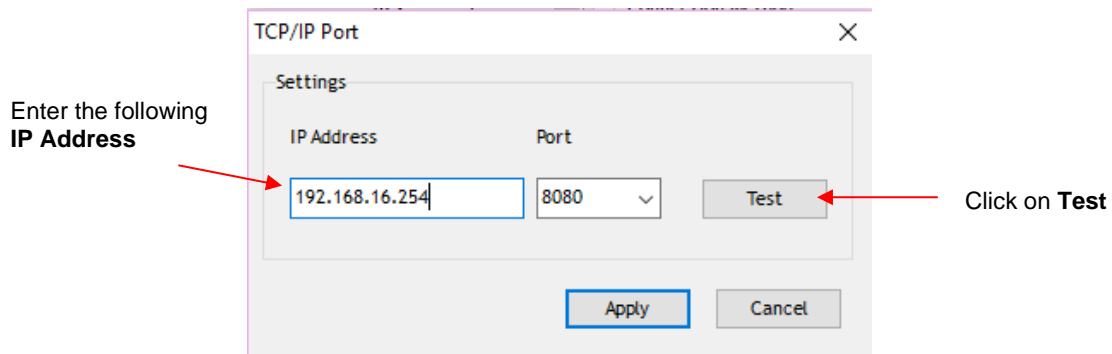 TCP/IP Port
Settings
Enter the following
IP Address
IP Address
Port
192.168.16.254
8080
Test
Click on Test
Apply
Cancel